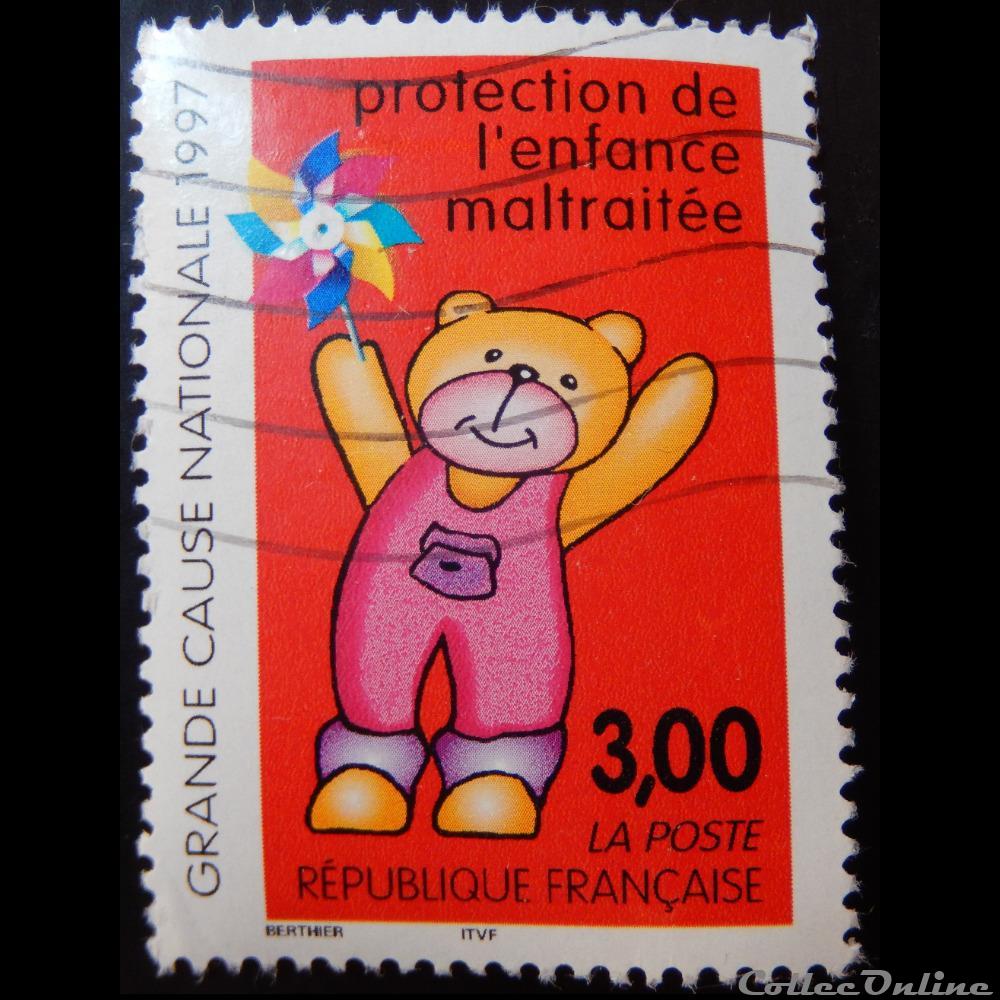 protection de
l'enfance
maltraitée
GRANDE CAUSE NATIONALE 1997
3,00
LA POSTE
RÉPUBLIQUE FRANÇAISE
BERTHIER ITVF
CollecOnline